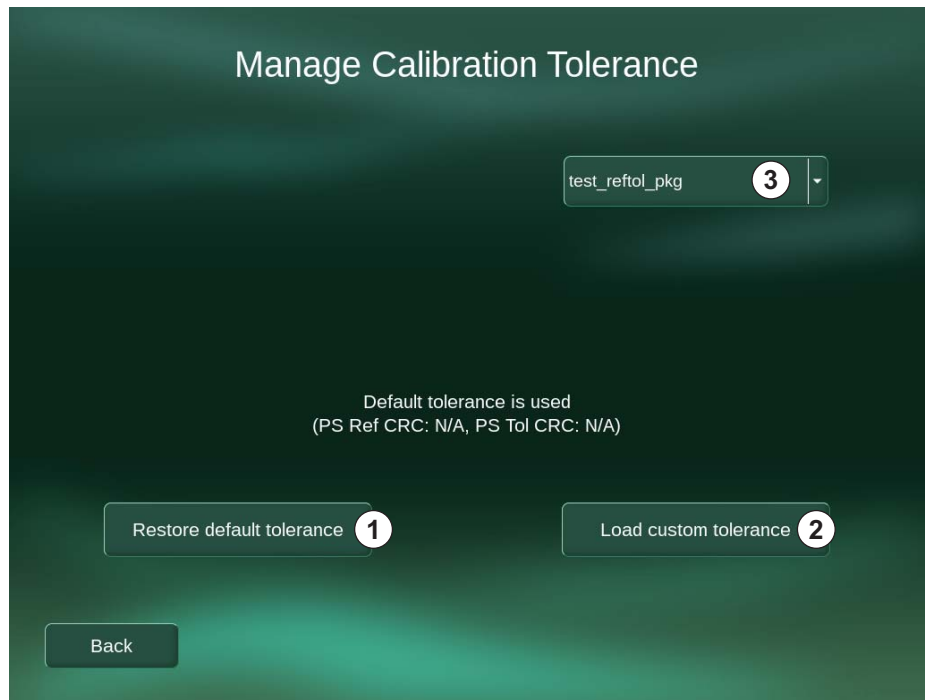 Manage Calibration Tolerance
test_reftol_pkg 3
Default tolerance is used
(PS Ref CRC: N/A, PS Tol CRC: N/A)
Restore default tolerance 1
Load custom tolerance 2
Back